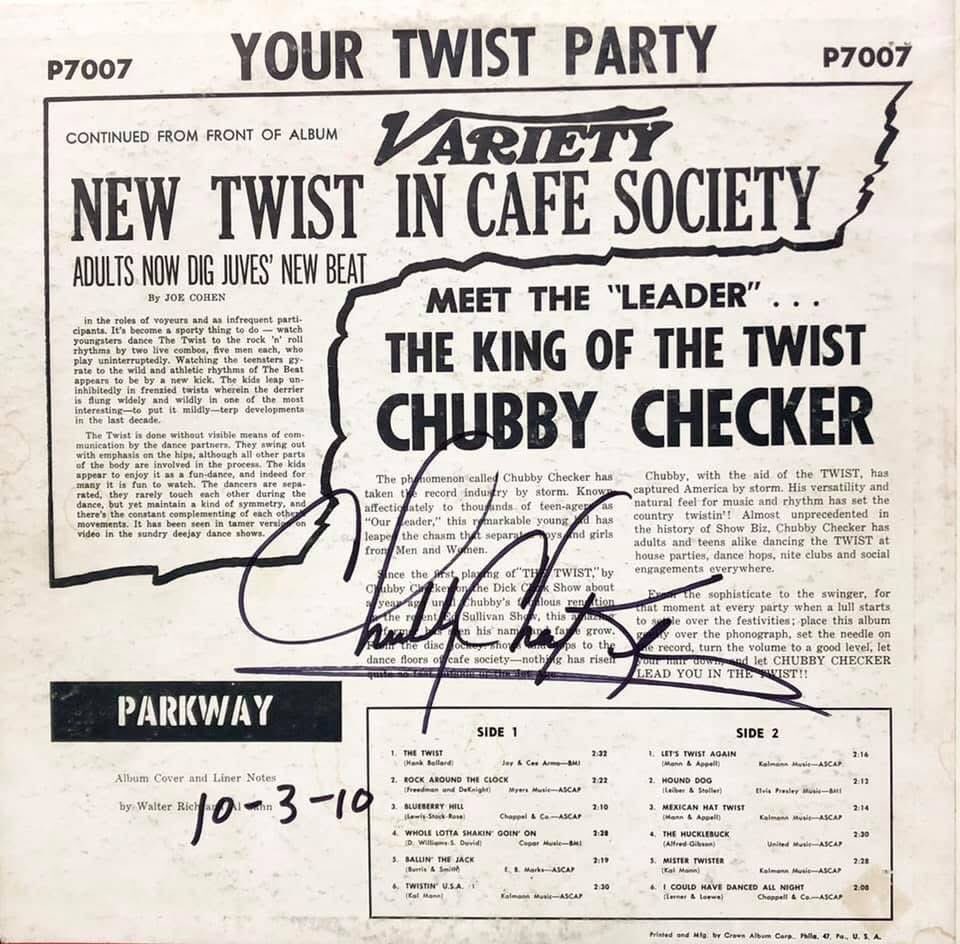 P7007
YOUR TWIST PARTY
P7007
CONTINUED FROM FRONT OF ALBUM
VARIETY
NEW TWIST IN CAFE SOCIETY
ADULTS NOW DIG JUVES' NEW BEAT
By JOE COHEN
in the roles of voyeurs and as infrequent parti-
cipants. It's become a sporty thing to do — watch
youngsters dance The Twist to the rock 'n' roll
rhythms by two live combos, five men each, who
play uninterruptedly. Watching the teensters gy-
rate to the wild and athletic rhythms of The Beat
appears to be by a new kick. The kids leap un-
inhibitedly in frenzied twists wherein the derrier
is flung widely and wildly in one of the most
interesting—to put it mildly—terp developments
in the last decade.
The Twist is done without visible means of com-
munication by the dance partners. They swing out
with emphasis on the hips, although all other parts
of the body are involved in the process. The kids
appear to enjoy it as a fun-dance, and indeed for
many it is fun to watch. The dancers are sepa-
rated, they rarely touch each other during the
dance, but yet maintain a kind of symmetry, and
there's the constant complementing of each others
movements. It has been seen in tamer version on
video in the sundry deejay dance shows.
MEET THE "LEADER" . . .
THE KING OF THE TWIST
CHUBBY CHECKER
The phenomenon called Chubby Checker has
taken the record industry by storm. Known
affectionately to thousands of teen-agers as
"Our Leader," this remarkable young lad has
leaped the chasm that separates boys and girls
from Men and Women.
Since the first playing of "THE TWIST," by
Chubby Checker on the Dick Clark Show about
a year ago until Chubby's fabulous rendition
the recent Ed Sullivan Show, this amazing
performer has seen his name and fame grow.
From the disc jockey shows and hops to the
dance floors of cafe society—nothing has risen
quite so fast
Chubby, with the aid of the TWIST, has
captured America by storm. His versatility and
natural feel for music and rhythm has set the
country twistin'! Almost unprecedented in
the history of Show Biz, Chubby Checker has
adults and teens alike dancing the TWIST at
house parties, dance hops, nite clubs and social
engagements everywhere.
From the sophisticate to the swinger, for
that moment at every party when a lull starts
to settle over the festivities; place this album
gently over the phonograph, set the needle on
the record, turn the volume to a good level, let
your hair down, and let CHUBBY CHECKER
LEAD YOU IN THE TWIST!!
Chubby Checker
PARKWAY
Album Cover and Liner Notes
by Walter Rich and Al Kahn
10-3-10
SIDE 1
1. THE TWIST 2:32
(Hank Ballard) Jay & Cee Armo—BMI
2. ROCK AROUND THE CLOCK 2:22
(Freedman and DeKnight) Myers Music—ASCAP
3. BLUEBERRY HILL 2:10
(Lewis-Stock-Rose) Chappel & Co.—ASCAP
4. WHOLE LOTTA SHAKIN' GOIN' ON 2:28
(D. Williams-S. David) Copar Music—BMI
5. BALLIN' THE JACK 2:19
(Burris & Smith) E. B. Marks—ASCAP
6. TWISTIN' U.S.A. 2:30
(Kal Mann) Kalmann Music—ASCAP
SIDE 2
1. LET'S TWIST AGAIN 2:16
(Mann & Appell) Kalmann Music—ASCAP
2. HOUND DOG 2:12
(Leiber & Stoller) Elvis Presley Music—BMI
3. MEXICAN HAT TWIST 2:14
(Mann & Appell) Kalmann Music—ASCAP
4. THE HUCKLEBUCK 2:30
(Alfred-Gibson) United Music—ASCAP
5. MISTER TWISTER 2:28
(Kal Mann) Kalmann Music—ASCAP
6. I COULD HAVE DANCED ALL NIGHT 2:08
(Lerner & Loewe) Chappell & Co.—ASCAP
Printed and Mfg. by Crown Album Corp., Phila, 47, Pa., U. S. A.